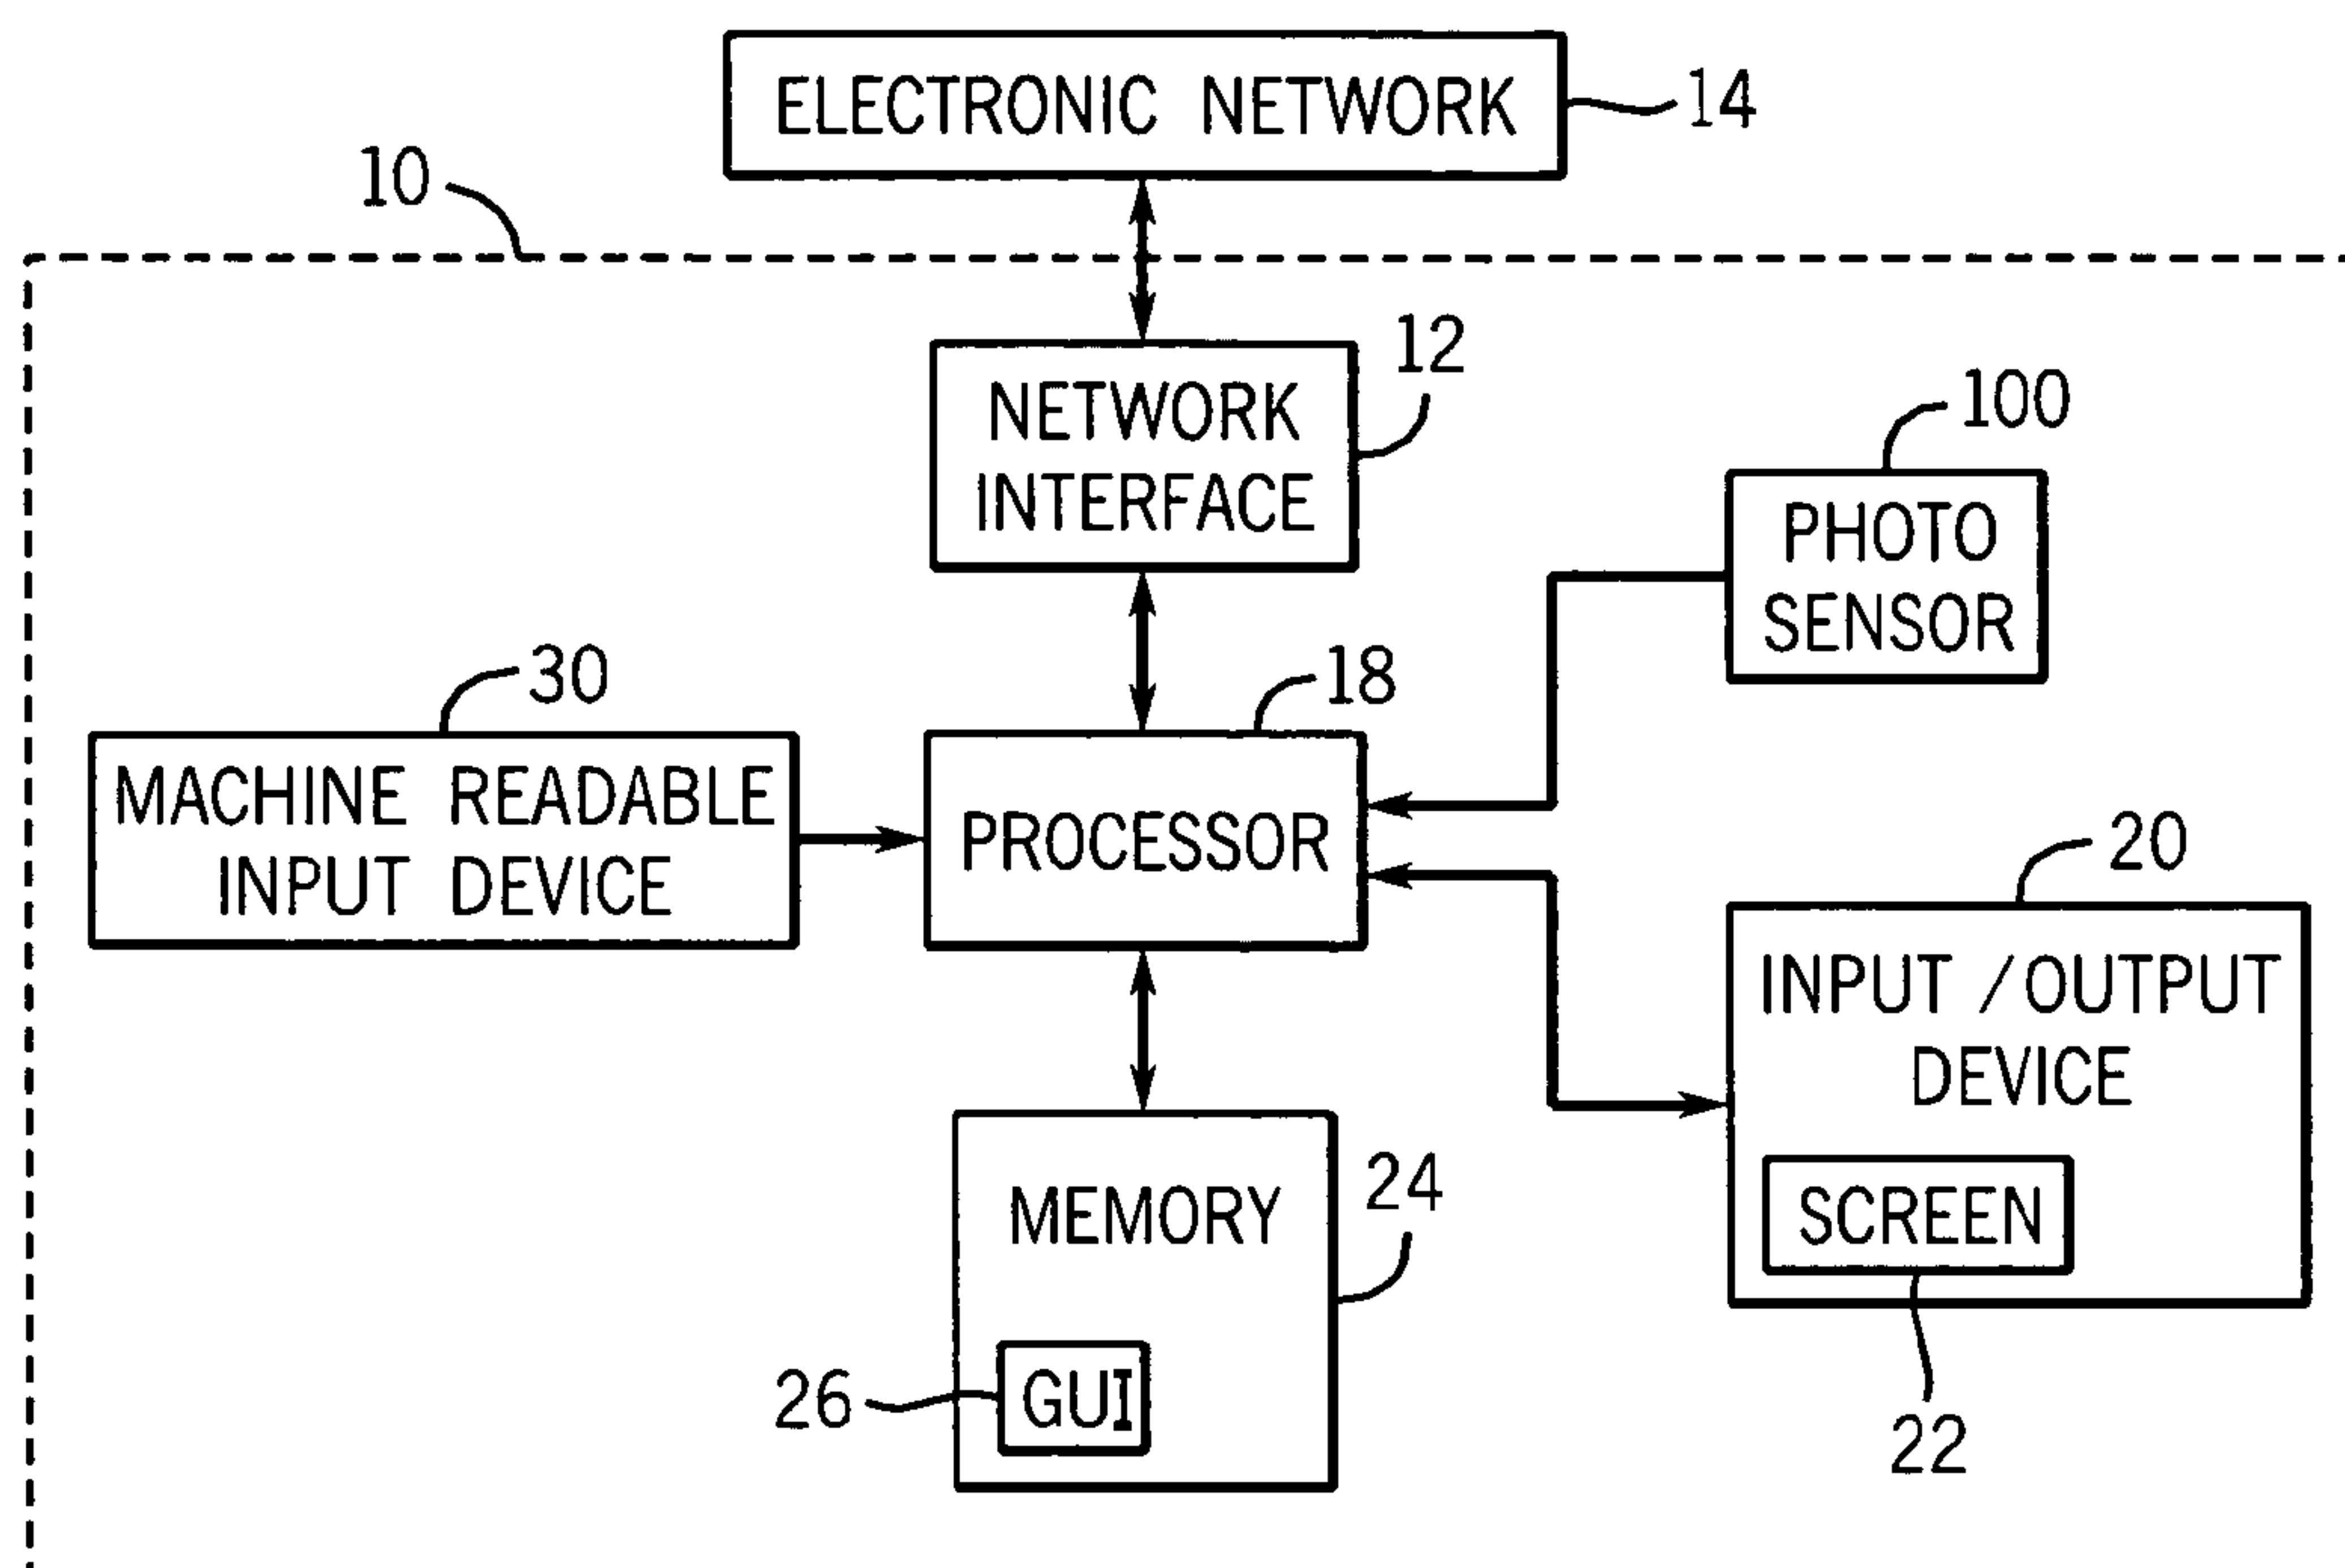 ELECTRONIC NETWORK
14
10
NETWORK
INTERFACE
12
100
PHOTO
SENSOR
30
MACHINE READABLE
INPUT DEVICE
18
PROCESSOR
20
INPUT / OUTPUT
DEVICE
SCREEN
22
MEMORY
24
26
GUI